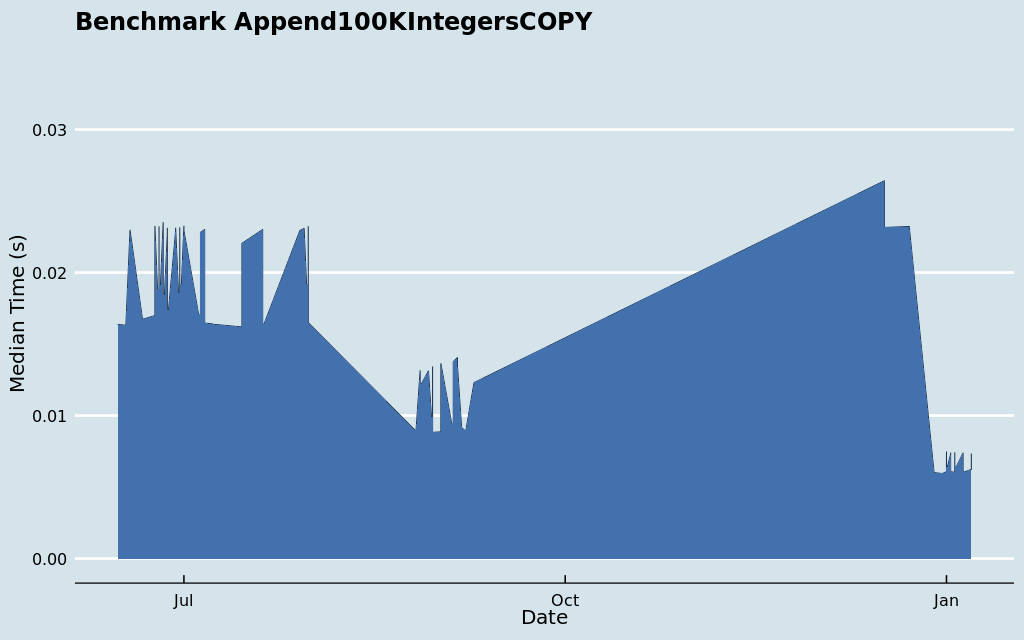 Benchmark Append100KIntegersCOPY
0.03
0.02
0.01
0.00
Median Time (s)
Jul
Oct
Jan
Date